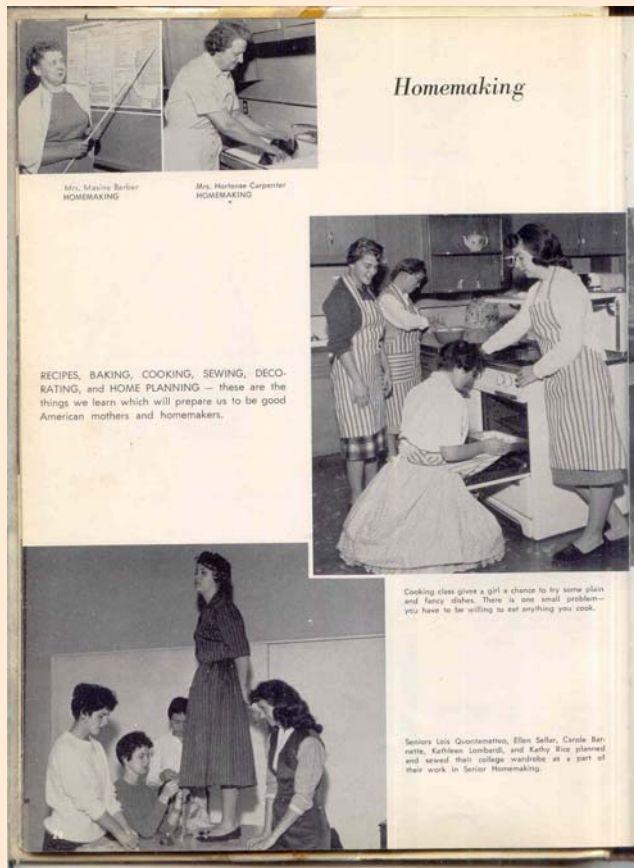 Homemaking
Mrs. Maxine Barber
HOMEMAKING
Mrs. Hortense Carpenter
HOMEMAKING
RECIPES, BAKING, COOKING, SEWING, DECO-
RATING, and HOME PLANNING — these are the
things we learn which will prepare us to be good
American mothers and homemakers.
Cooking class gives a girl a chance to try some plain
and fancy dishes. There is one small problem—
you have to be willing to eat anything you cook.
Seniors Lois Quontamatteo, Ellen Sellar, Carole Bar-
nette, Kathleen Lombardi, and Kathy Rice planned
and sewed their college wardrobe as a part of
their work in Senior Homemaking.